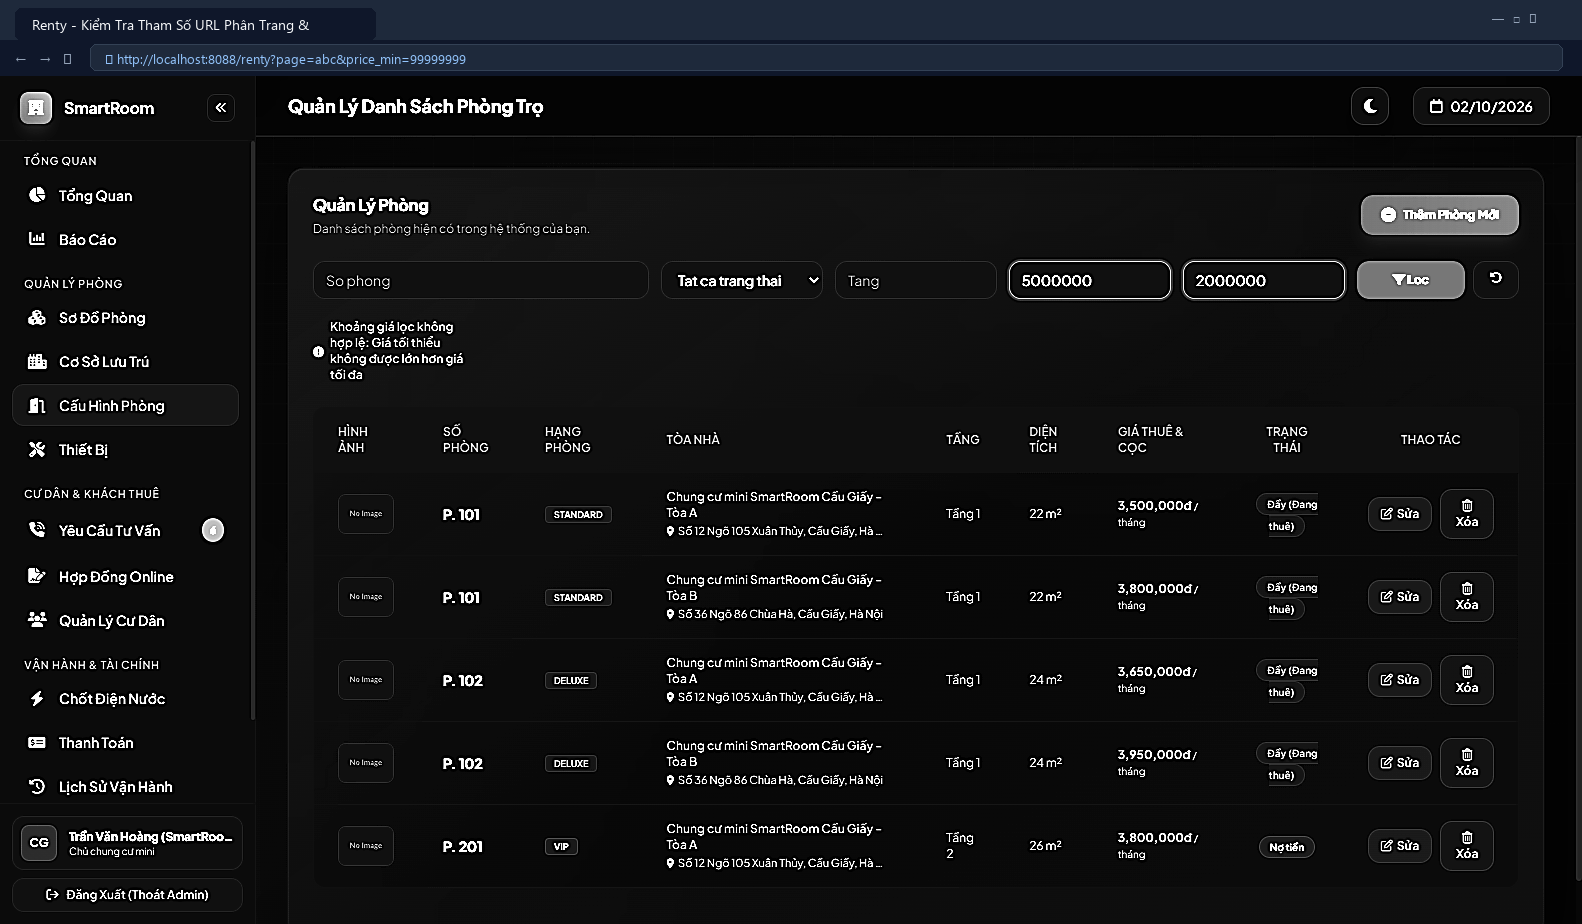 Renty - Kiểm Tra Tham Số URL Phân Trang &
http://localhost:8088/renty?page=abc&price_min=99999999
SmartRoom
Quản Lý Danh Sách Phòng Trọ
02/10/2026
TỔNG QUAN
Tổng Quan
Báo Cáo
QUẢN LÝ PHÒNG
Sơ Đồ Phòng
Cơ Sở Lưu Trú
Cấu Hình Phòng
Thiết Bị
CƯ DÂN & KHÁCH THUÊ
Yêu Cầu Tư Vấn
6
Hợp Đồng Online
Quản Lý Cư Dân
VẬN HÀNH & TÀI CHÍNH
Chốt Điện Nước
Thanh Toán
Lịch Sử Vận Hành
CG
Trần Văn Hoàng (SmartRoo...
Chủ chung cư mini
Đăng Xuất (Thoát Admin)
Quản Lý Phòng
Danh sách phòng hiện có trong hệ thống của bạn.
Thêm Phòng Mới
So phong
Tat ca trang thai
Tang
5000000
2000000
Loc
Khoảng giá lọc không
hợp lệ: Giá tối thiểu
không được lớn hơn giá
tối đa
HÌNH ẢNH
SỐ PHÒNG
HẠNG PHÒNG
TÒA NHÀ
TẦNG
DIỆN TÍCH
GIÁ THUÊ & CỌC
TRẠNG THÁI
THAO TÁC
No Image
P. 101
STANDARD
Chung cư mini SmartRoom Cầu Giấy -
Tòa A
Số 12 Ngõ 105 Xuân Thủy, Cầu Giấy, Hà ...
Tầng 1
22 m²
3,500,000đ /
tháng
Đầy (Đang
thuê)
Sửa
Xóa
No Image
P. 101
STANDARD
Chung cư mini SmartRoom Cầu Giấy -
Tòa B
Số 36 Ngõ 86 Chùa Hà, Cầu Giấy, Hà Nội
Tầng 1
22 m²
3,800,000đ /
tháng
Đầy (Đang
thuê)
Sửa
Xóa
No Image
P. 102
DELUXE
Chung cư mini SmartRoom Cầu Giấy -
Tòa A
Số 12 Ngõ 105 Xuân Thủy, Cầu Giấy, Hà ...
Tầng 1
24 m²
3,650,000đ /
tháng
Đầy (Đang
thuê)
Sửa
Xóa
No Image
P. 102
DELUXE
Chung cư mini SmartRoom Cầu Giấy -
Tòa B
Số 36 Ngõ 86 Chùa Hà, Cầu Giấy, Hà Nội
Tầng 1
24 m²
3,950,000đ /
tháng
Đầy (Đang
thuê)
Sửa
Xóa
No Image
P. 201
VIP
Chung cư mini SmartRoom Cầu Giấy -
Tòa A
Số 12 Ngõ 105 Xuân Thủy, Cầu Giấy, Hà ...
Tầng
2
26 m²
3,800,000đ /
tháng
Nợ tiền
Sửa
Xóa